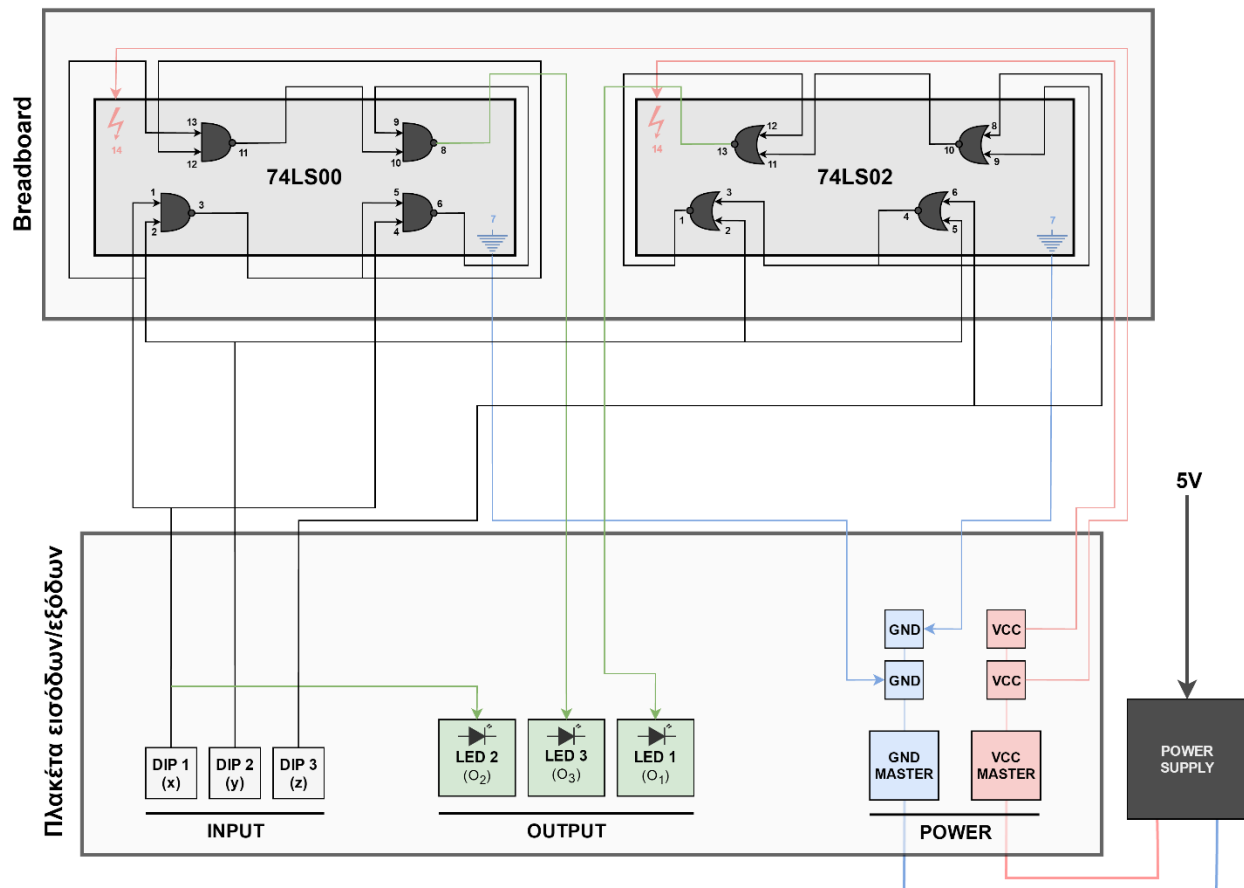 Breadboard
13
12
11
9
10
8
14
74LS00
1
2
3
5
4
6
7
12
11
13
8
9
10
14
74LS02
3
2
1
6
5
4
7
5V
Πλακέτα εισόδων/εξόδων
GND
VCC
GND
VCC
DIP 1
(x)
DIP 2
(y)
DIP 3
(z)
INPUT
LED 2
(O₂)
LED 3
(O₃)
LED 1
(O₁)
OUTPUT
GND
MASTER
VCC
MASTER
POWER
POWER
SUPPLY